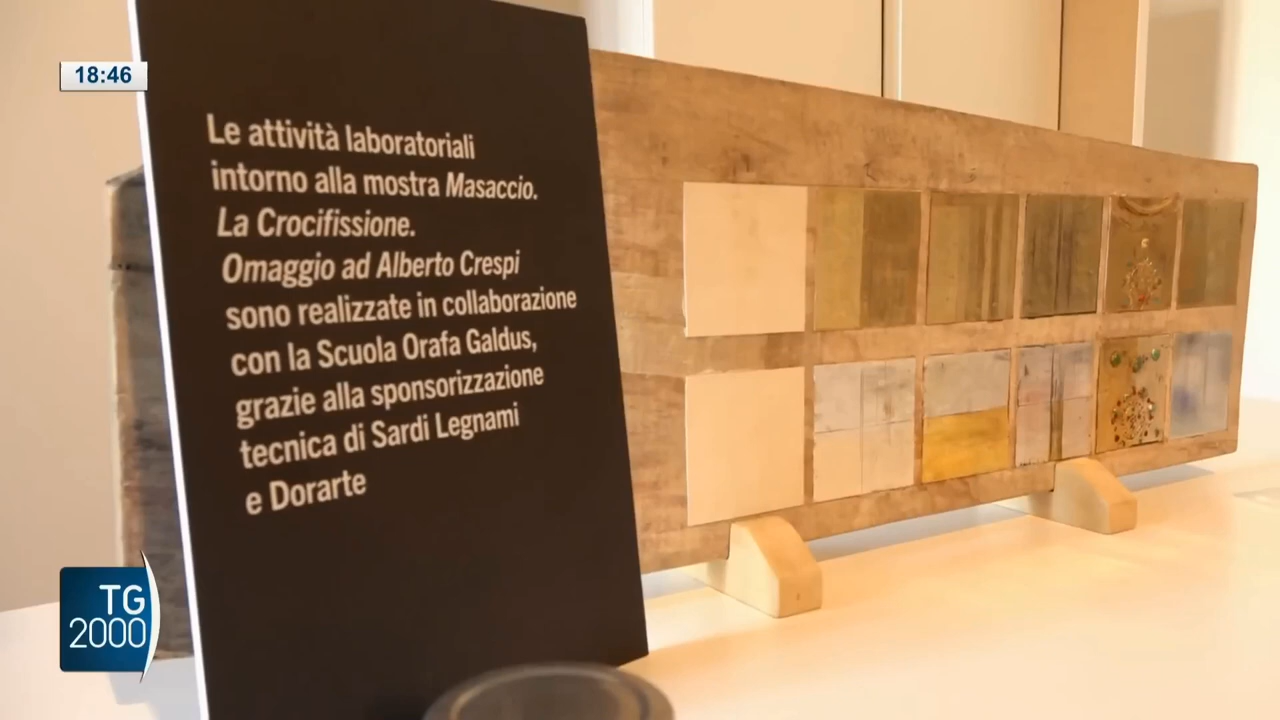 18:46
Le attività laboratoriali
intorno alla mostra Masaccio.
La Crocifissione.
Omaggio ad Alberto Crespi
sono realizzate in collaborazione
con la Scuola Orafa Galdus,
grazie alla sponsorizzazione
tecnica di Sardi Legnami
e Dorarte
TG
2000